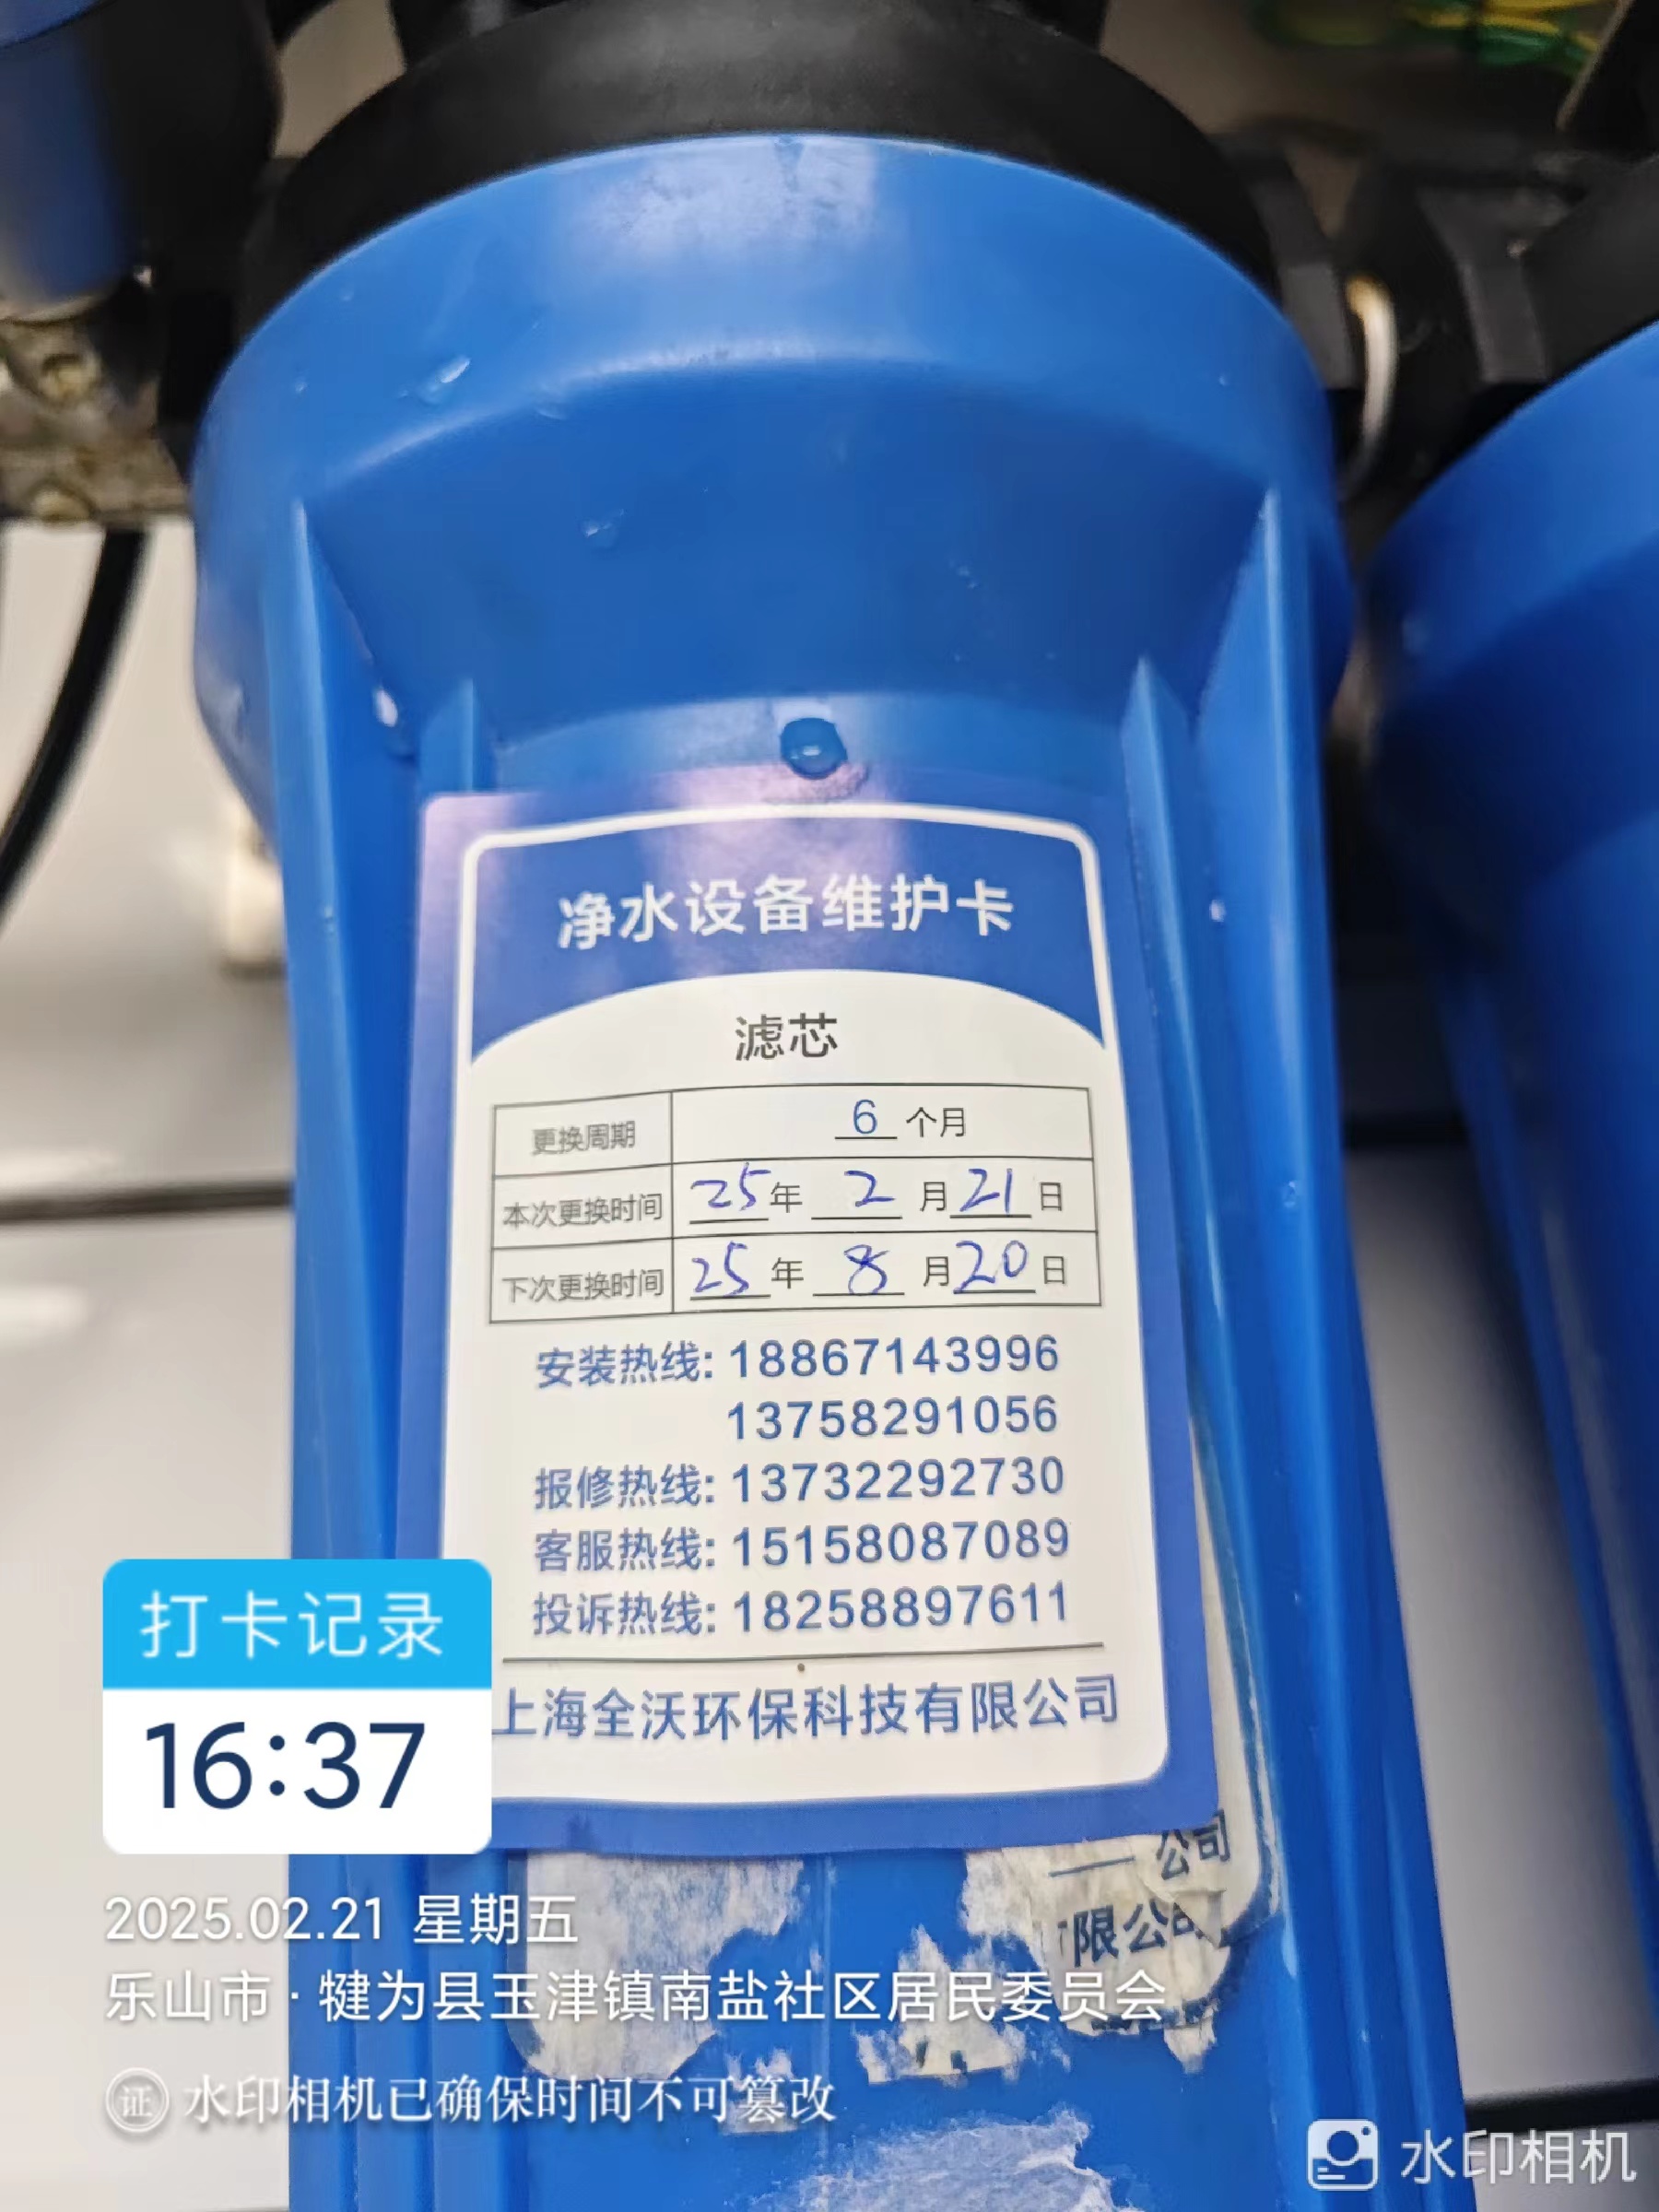 净水设备维护卡
滤芯
更换周期 6 个月
本次更换时间 25 年 2 月 21 日
下次更换时间 25 年 8 月 20 日
安装热线: 18867143996
13758291056
报修热线: 13732292730
客服热线: 15158087089
投诉热线: 18258897611
上海全沃环保科技有限公司
公司
限公司
打卡记录
16:37
2025.02.21 星期五
乐山市·犍为县玉津镇南盐社区居民委员会
证 水印相机已确保时间不可篡改
水印相机